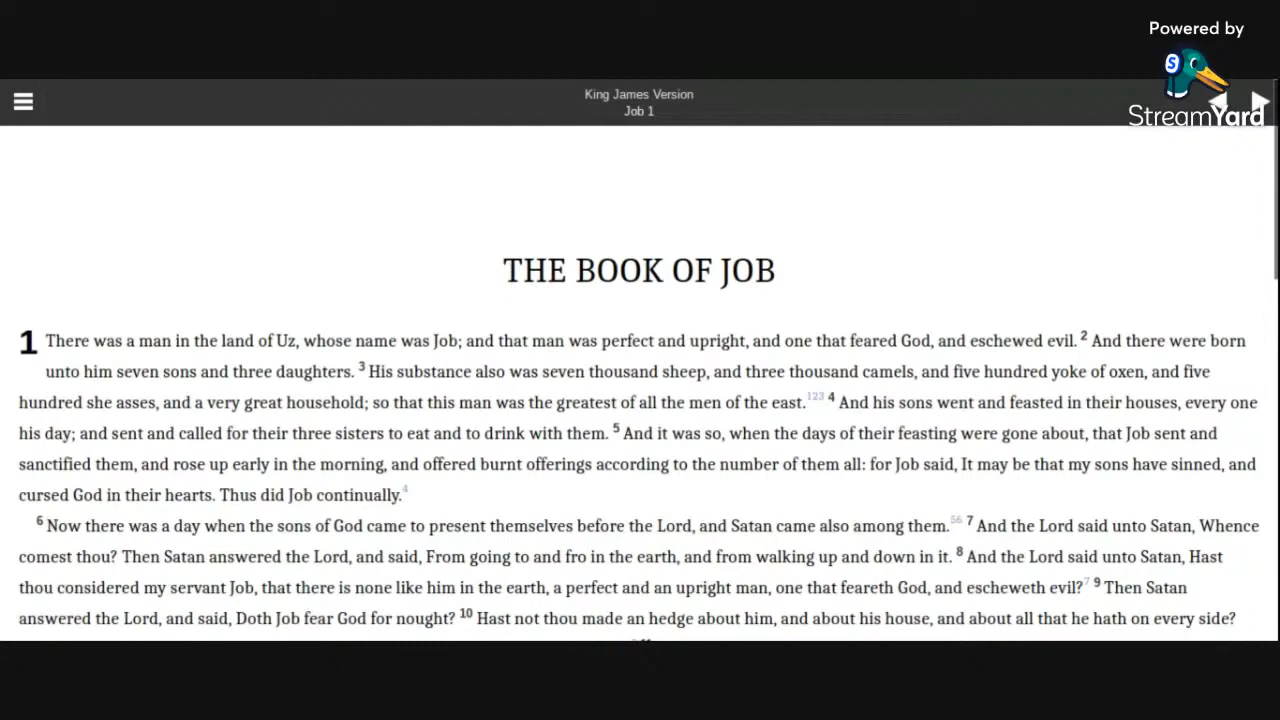 Powered by
StreamYard
King James Version
Job 1
THE BOOK OF JOB
1 There was a man in the land of Uz, whose name was Job; and that man was perfect and upright, and one that feared God, and eschewed evil. 2 And there were born
unto him seven sons and three daughters. 3 His substance also was seven thousand sheep, and three thousand camels, and five hundred yoke of oxen, and five
hundred she asses, and a very great household; so that this man was the greatest of all the men of the east.123 4 And his sons went and feasted in their houses, every one
his day; and sent and called for their three sisters to eat and to drink with them. 5 And it was so, when the days of their feasting were gone about, that Job sent and
sanctified them, and rose up early in the morning, and offered burnt offerings according to the number of them all: for Job said, It may be that my sons have sinned, and
cursed God in their hearts. Thus did Job continually.4
6 Now there was a day when the sons of God came to present themselves before the Lord, and Satan came also among them.56 7 And the Lord said unto Satan, Whence
comest thou? Then Satan answered the Lord, and said, From going to and fro in the earth, and from walking up and down in it. 8 And the Lord said unto Satan, Hast
thou considered my servant Job, that there is none like him in the earth, a perfect and an upright man, one that feareth God, and escheweth evil?7 9 Then Satan
answered the Lord, and said, Doth Job fear God for nought? 10 Hast not thou made an hedge about him, and about his house, and about all that he hath on every side?